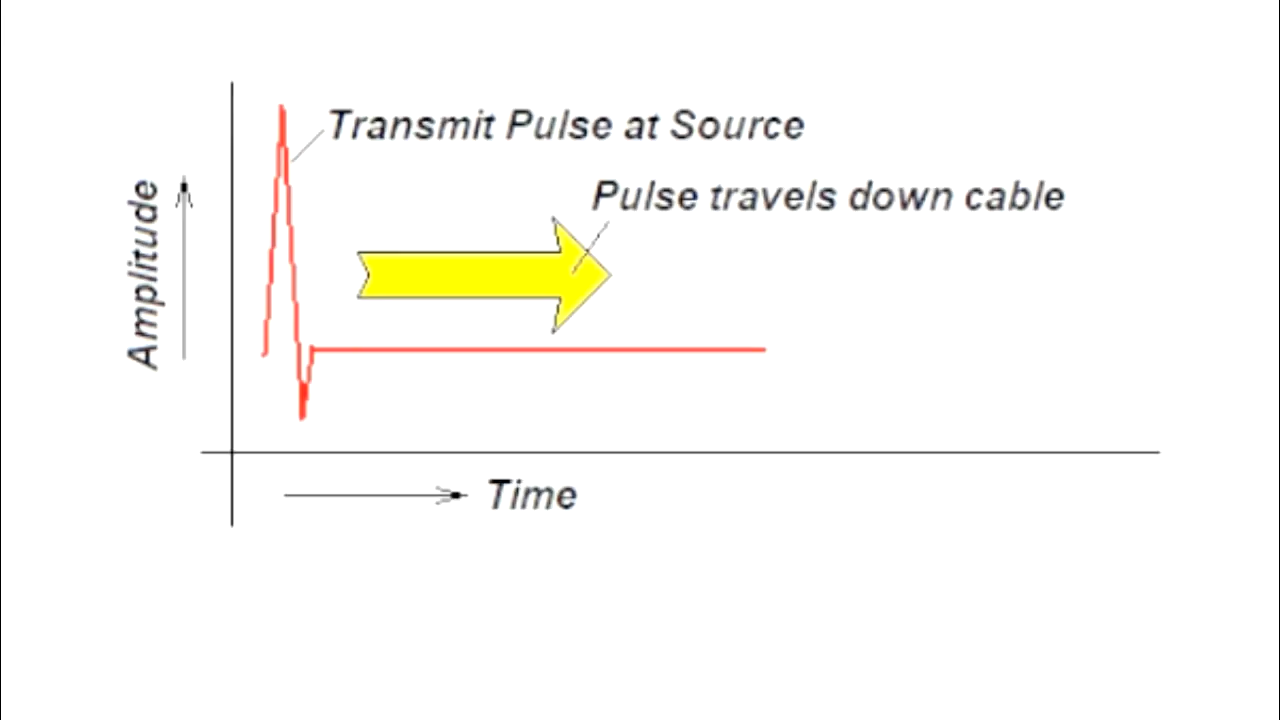 Transmit Pulse at Source
Pulse travels down cable
Amplitude
Time